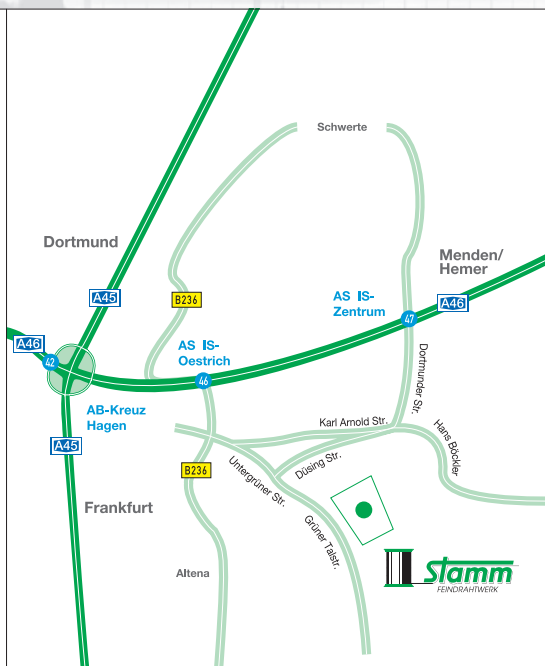 Schwerte
Dortmund
Menden/
Hemer
A45
B236
AS IS-
Zentrum
A46
47
A46
42
AS IS-
Oestrich
46
AB-Kreuz
Hagen
Dortmunder Str.
Karl Arnold Str.
Hans Böckler
A45
B236
Untergrüner Str.
Düsing Str.
Frankfurt
Grüner Talstr.
Altena
Stamm
FEINDRAHTWERK